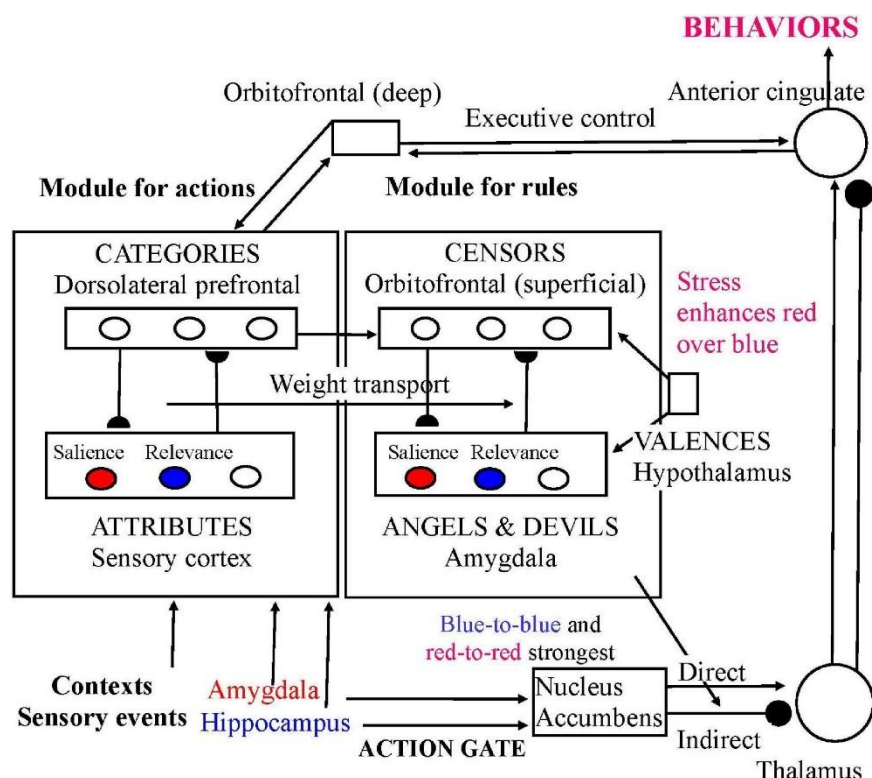 BEHAVIORS
Orbitofrontal (deep)
Anterior cingulate
Executive control
Module for actions
Module for rules
CATEGORIES
Dorsolateral prefrontal
CENSORS
Orbitofrontal (superficial)
Stress
enhances red
over blue
Weight transport
Salience
Relevance
Salience
Relevance
VALENCES
Hypothalamus
ATTRIBUTES
Sensory cortex
ANGELS & DEVILS
Amygdala
Blue-to-blue and
red-to-red strongest
Contexts
Sensory events
Amygdala
Hippocampus
ACTION GATE
Nucleus
Accumbens
Direct
Indirect
Thalamus